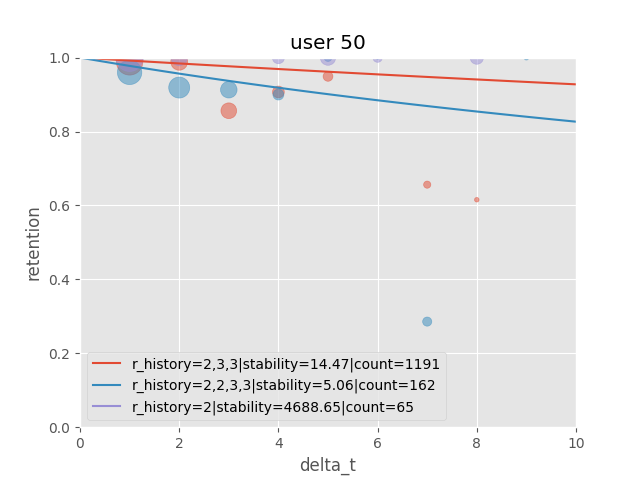 user 50
retention
1.0
0.8
0.6
0.4
0.2
0.0
r_history=2,3,3|stability=14.47|count=1191
r_history=2,2,3,3|stability=5.06|count=162
r_history=2|stability=4688.65|count=65
0 2 4 6 8 10
delta_t